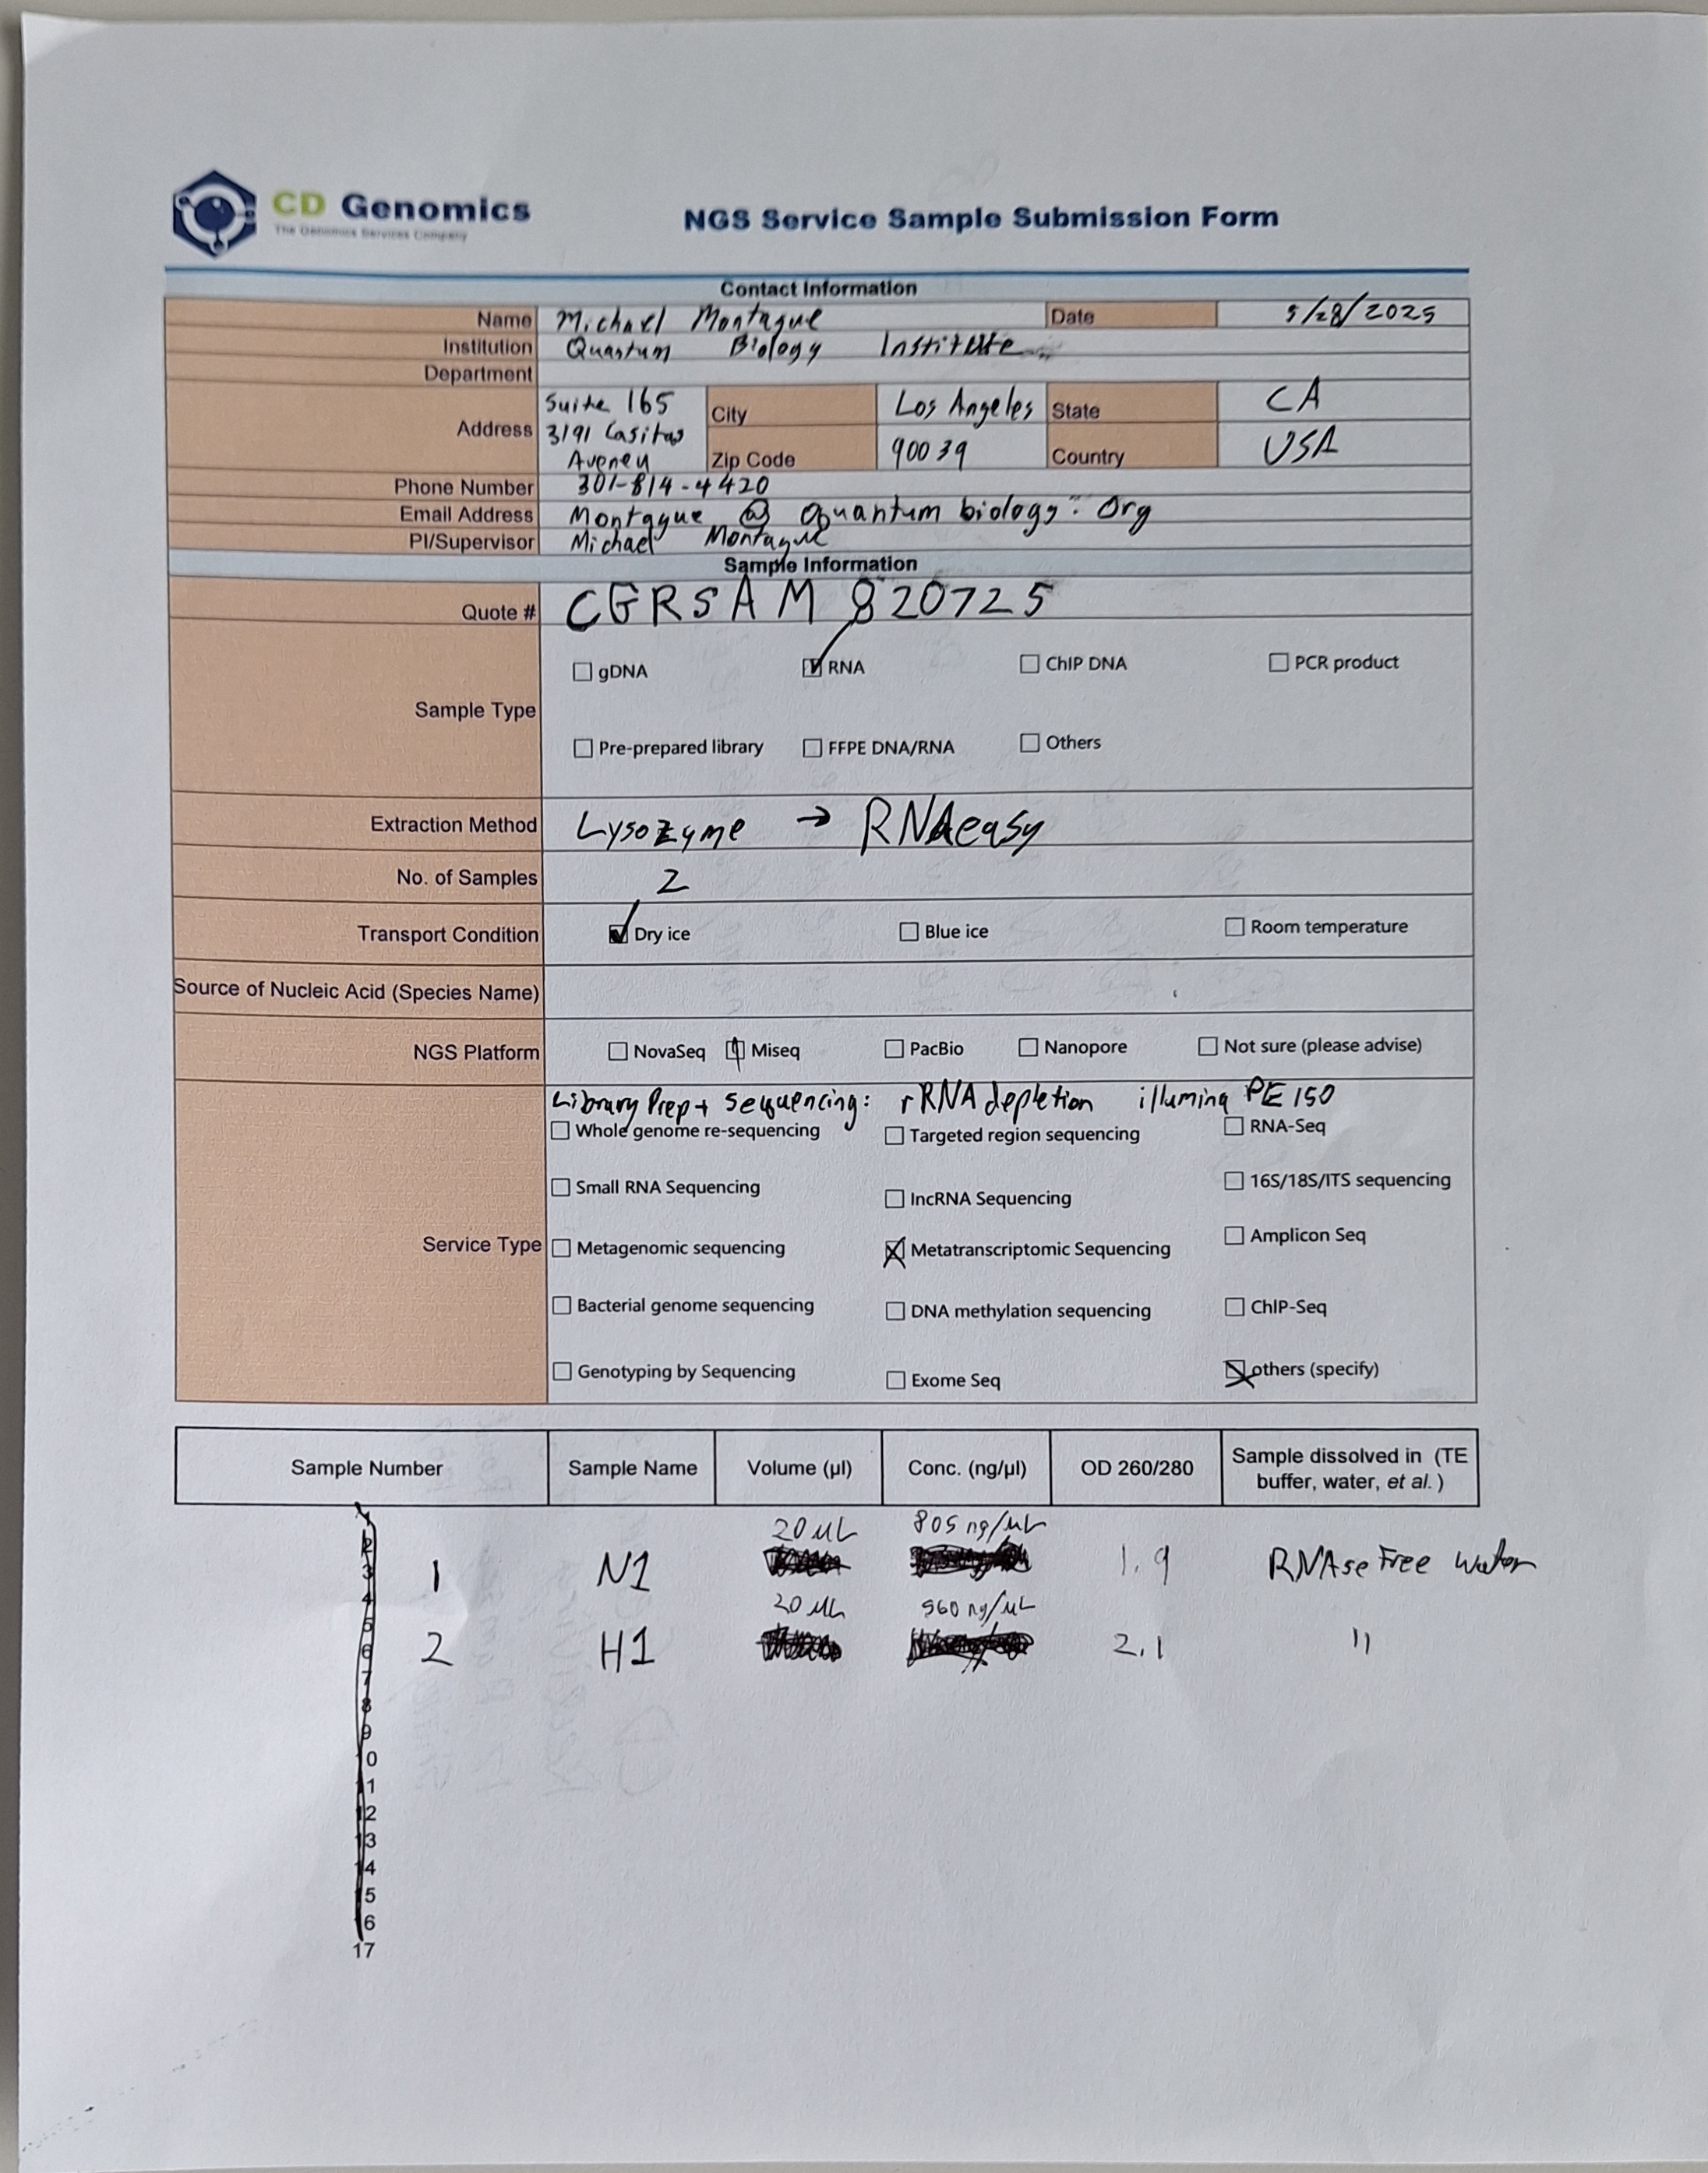 CD Genomics
The Genomics Services Company
NGS Service Sample Submission Form
Contact Information
Name Michael Montague Date 5/28/2025
Institution Quantum Biology Institute
Department
Address Suite 165 3191 Casitas Aveneu City Los Angeles State CA
Zip Code 90039 Country USA
Phone Number 301-814-4420
Email Address Montague @ quantum biology. Org
PI/Supervisor Michael Montague
Sample Information
Quote # CGRSAM 820725
Sample Type
gDNA RNA ChIP DNA PCR product
Pre-prepared library FFPE DNA/RNA Others
Extraction Method Lysozyme → RNAeasy
No. of Samples 2
Transport Condition Dry ice Blue ice Room temperature
Source of Nucleic Acid (Species Name)
NGS Platform NovaSeq Miseq PacBio Nanopore Not sure (please advise)
Library Prep + sequencing: rRNA depletion illumina PE 150
Service Type
Whole genome re-sequencing Targeted region sequencing RNA-Seq
Small RNA Sequencing lncRNA Sequencing 16S/18S/ITS sequencing
Metagenomic sequencing Metatranscriptomic Sequencing Amplicon Seq
Bacterial genome sequencing DNA methylation sequencing ChIP-Seq
Genotyping by Sequencing Exome Seq others (specify)
Sample Number Sample Name Volume (µl) Conc. (ng/µl) OD 260/280 Sample dissolved in (TE buffer, water, et al.)
1
2
20 µL 805 ng/µL
3 1 N1 1.9 RNAse Free Water
4
20 µL 560 ng/µL
5
6 2 H1 2.1 "
7
8
9
10
11
12
13
14
15
16
17